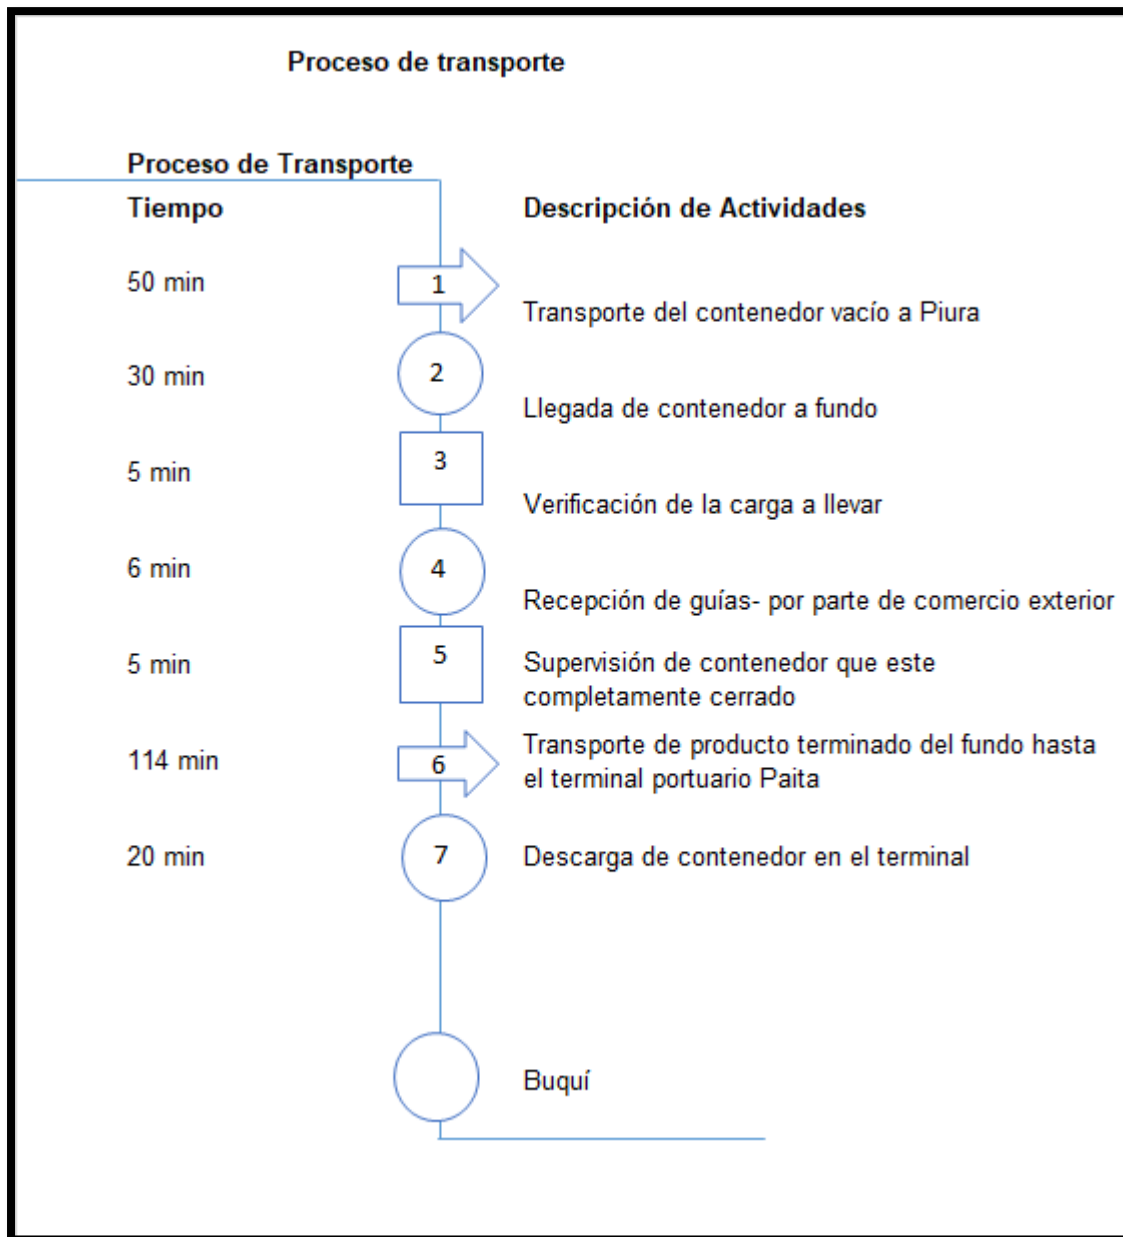 Proceso de transporte
Proceso de Transporte
Tiempo
Descripción de Actividades
50 min
1
Transporte del contenedor vacío a Piura
30 min
2
Llegada de contenedor a fundo
5 min
3
Verificación de la carga a llevar
6 min
4
Recepción de guías- por parte de comercio exterior
5 min
5
Supervisión de contenedor que este
completamente cerrado
114 min
6
Transporte de producto terminado del fundo hasta
el terminal portuario Paita
20 min
7
Descarga de contenedor en el terminal
Buquí